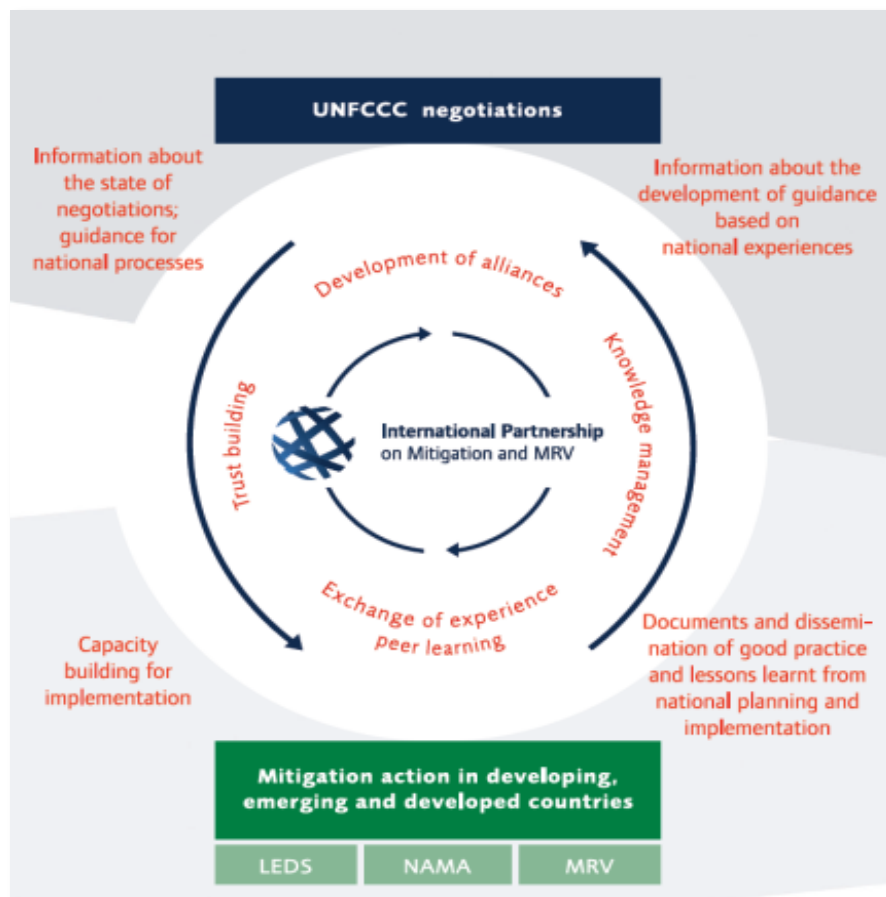 UNFCCC negotiations
Information about
the state of
negotiations;
guidance for
national processes
Information about the
development of guidance
based on
national experiences
Development of alliances
Trust building
Knowledge management
International Partnership
on Mitigation and MRV
Exchange of experience
peer learning
Capacity
building for
implementation
Documents and dissemi–
nation of good practice
and lessons learnt from
national planning and
implementation
Mitigation action in developing,
emerging and developed countries
LEDS
NAMA
MRV